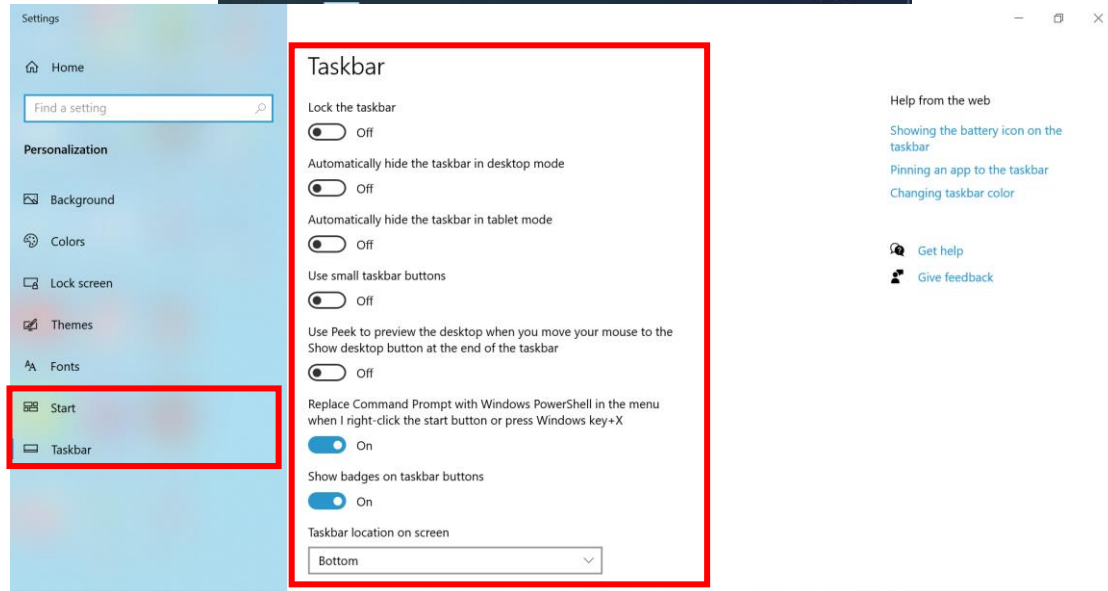 Settings
Home
Find a setting
Personalization
Background
Colors
Lock screen
Themes
Fonts
Start
Taskbar
Taskbar
Lock the taskbar
Off
Automatically hide the taskbar in desktop mode
Off
Automatically hide the taskbar in tablet mode
Off
Use small taskbar buttons
Off
Use Peek to preview the desktop when you move your mouse to the
Show desktop button at the end of the taskbar
Off
Replace Command Prompt with Windows PowerShell in the menu
when I right-click the start button or press Windows key+X
On
Show badges on taskbar buttons
On
Taskbar location on screen
Bottom
Help from the web
Showing the battery icon on the
taskbar
Pinning an app to the taskbar
Changing taskbar color
Get help
Give feedback